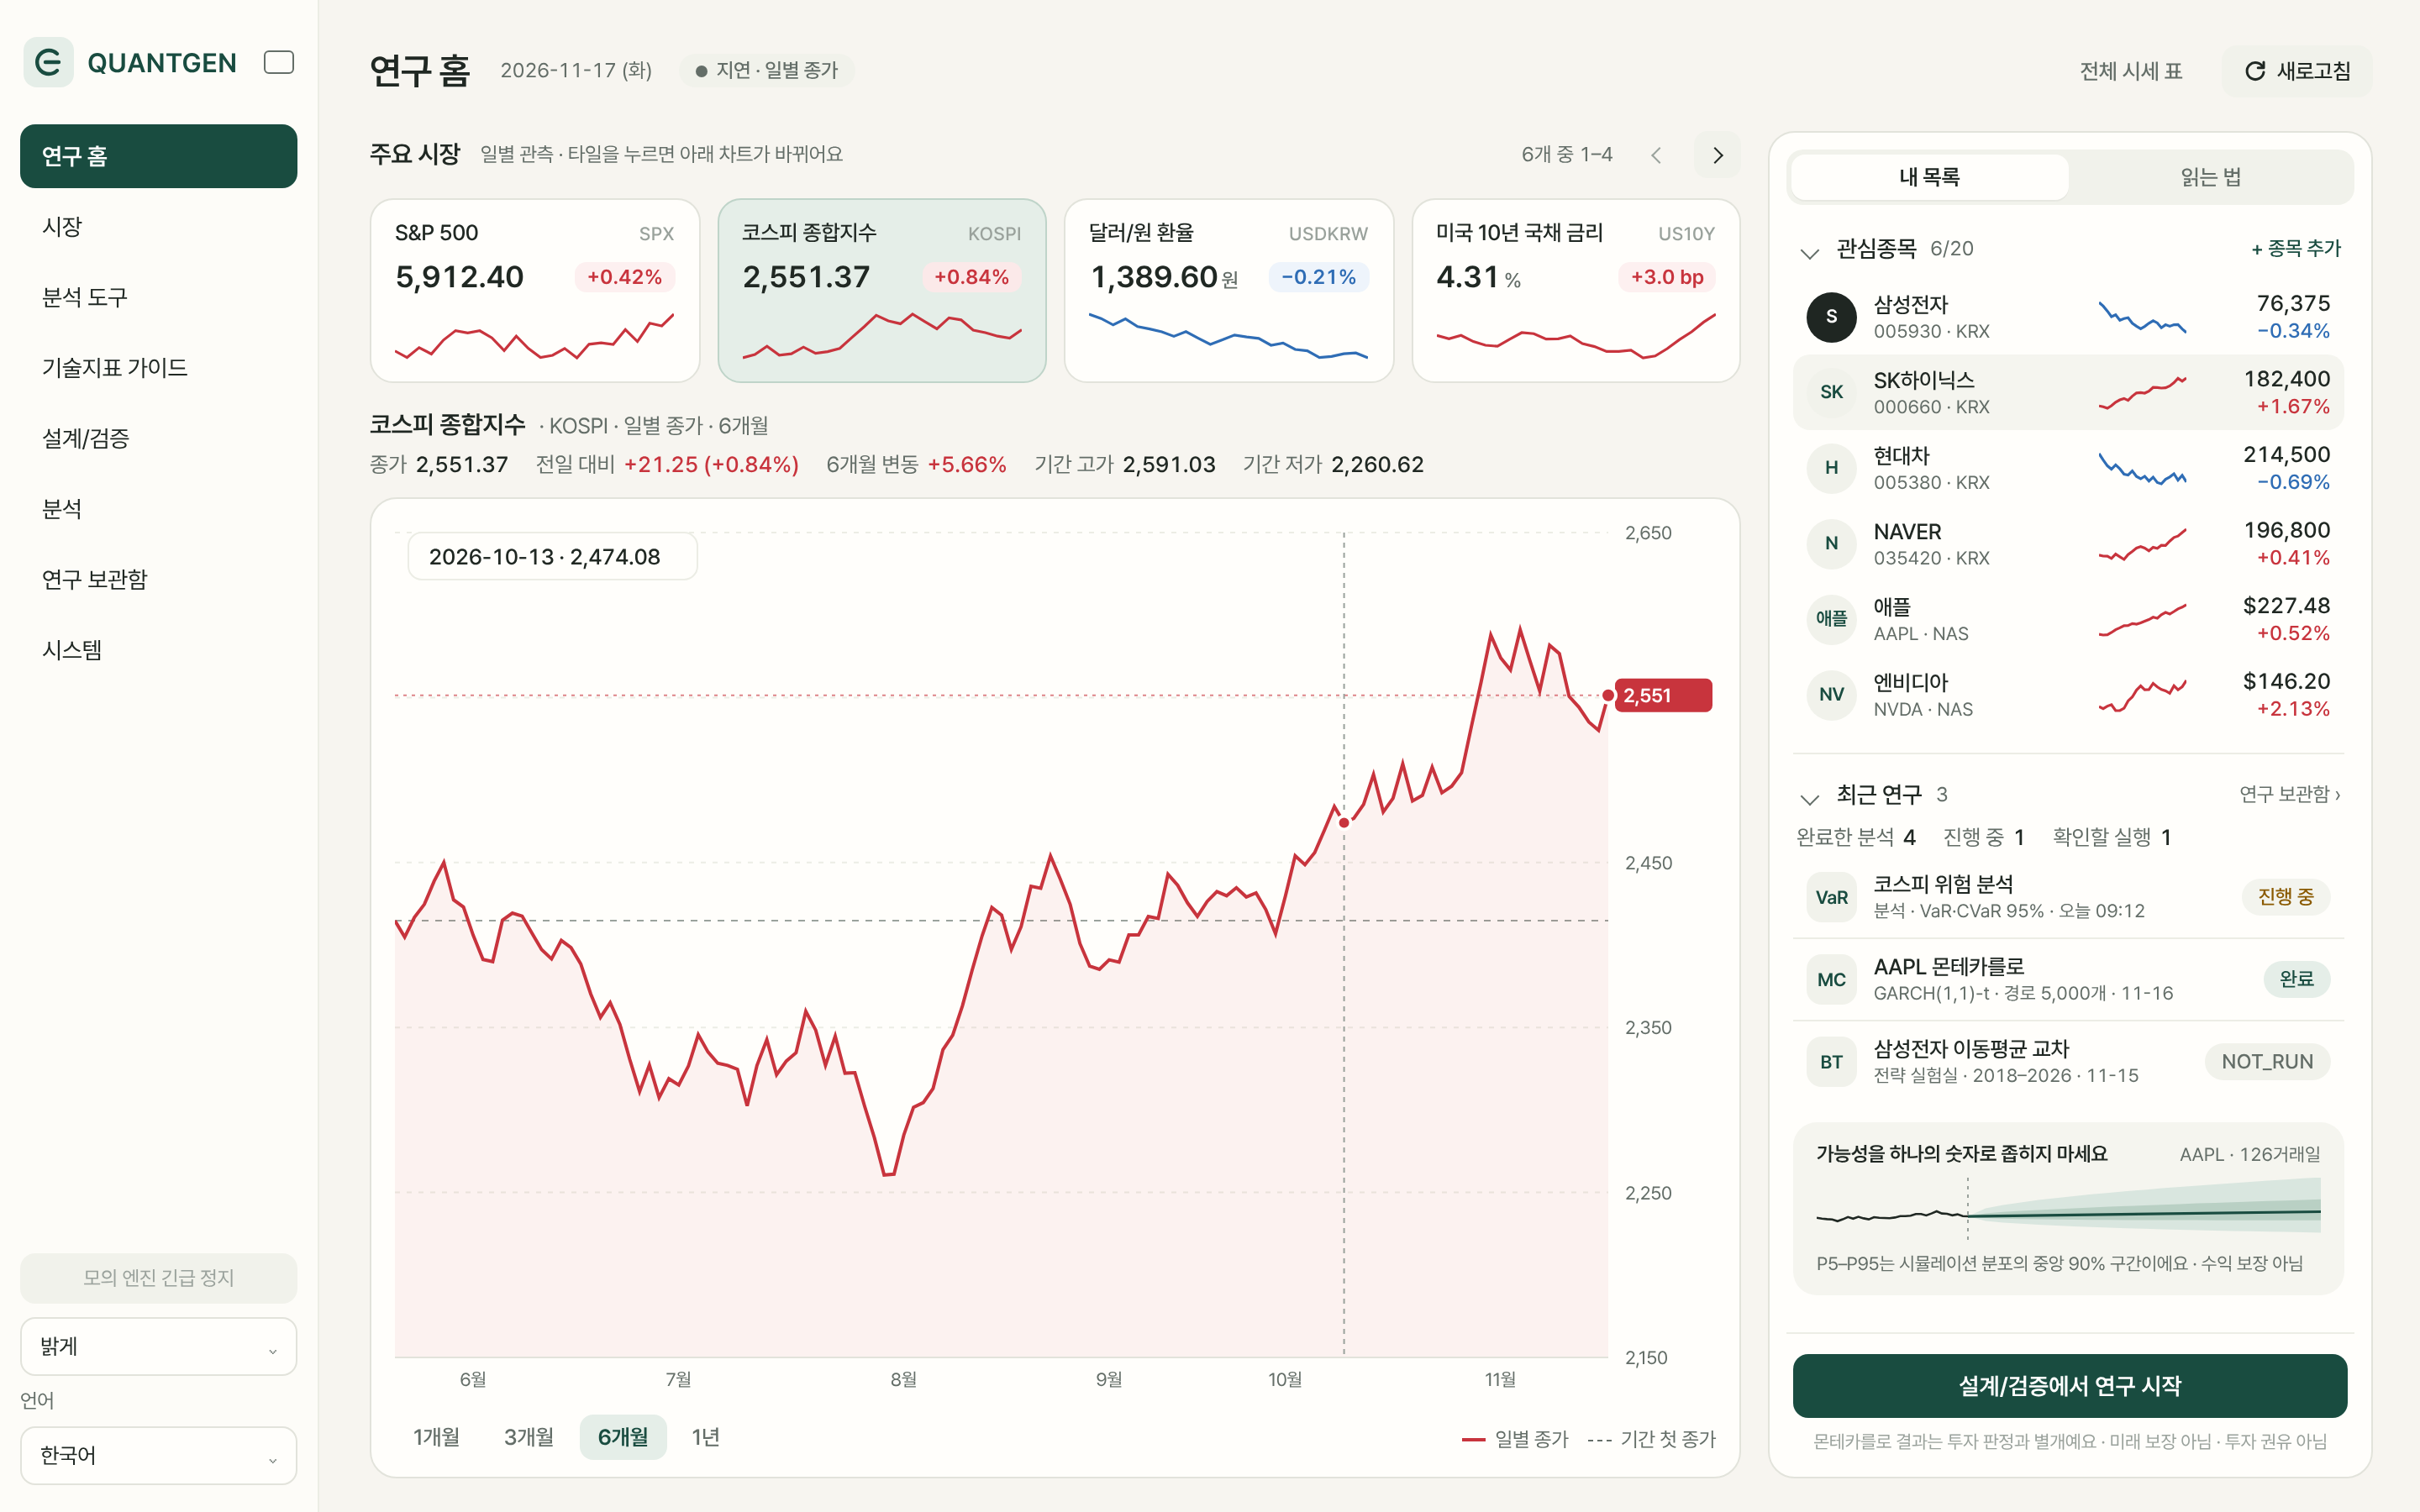 QUANTGEN
연구 홈
시장
분석 도구
기술지표 가이드
설계/검증
분석
연구 보관함
시스템
모의 엔진 긴급 정지
밝게
언어
한국어
연구 홈 2026-11-17 (화) 지연 · 일별 종가
전체 시세 표 새로고침
주요 시장 일별 관측 · 타일을 누르면 아래 차트가 바뀌어요 6개 중 1–4
S&P 500 SPX
5,912.40 +0.42%
코스피 종합지수 KOSPI
2,551.37 +0.84%
달러/원 환율 USDKRW
1,389.60원 −0.21%
미국 10년 국채 금리 US10Y
4.31% +3.0 bp
코스피 종합지수 · KOSPI · 일별 종가 · 6개월
종가 2,551.37 전일 대비 +21.25 (+0.84%) 6개월 변동 +5.66% 기간 고가 2,591.03 기간 저가 2,260.62
2026-10-13 · 2,474.08
2,650
2,551
2,450
2,350
2,250
2,150
6월 7월 8월 9월 10월 11월
1개월 3개월 6개월 1년
일별 종가 기간 첫 종가
내 목록 읽는 법
관심종목 6/20 + 종목 추가
S 삼성전자 76,375
005930 · KRX −0.34%
SK SK하이닉스 182,400
000660 · KRX +1.67%
H 현대차 214,500
005380 · KRX −0.69%
N NAVER 196,800
035420 · KRX +0.41%
애플 애플 $227.48
AAPL · NAS +0.52%
NV 엔비디아 $146.20
NVDA · NAS +2.13%
최근 연구 3 연구 보관함 ›
완료한 분석 4 진행 중 1 확인할 실행 1
VaR 코스피 위험 분석 진행 중
분석 · VaR·CVaR 95% · 오늘 09:12
MC AAPL 몬테카를로 완료
GARCH(1,1)-t · 경로 5,000개 · 11-16
BT 삼성전자 이동평균 교차 NOT_RUN
전략 실험실 · 2018–2026 · 11-15
가능성을 하나의 숫자로 좁히지 마세요 AAPL · 126거래일
P5–P95는 시뮬레이션 분포의 중앙 90% 구간이에요 · 수익 보장 아님
설계/검증에서 연구 시작
몬테카를로 결과는 투자 판정과 별개예요 · 미래 보장 아님 · 투자 권유 아님